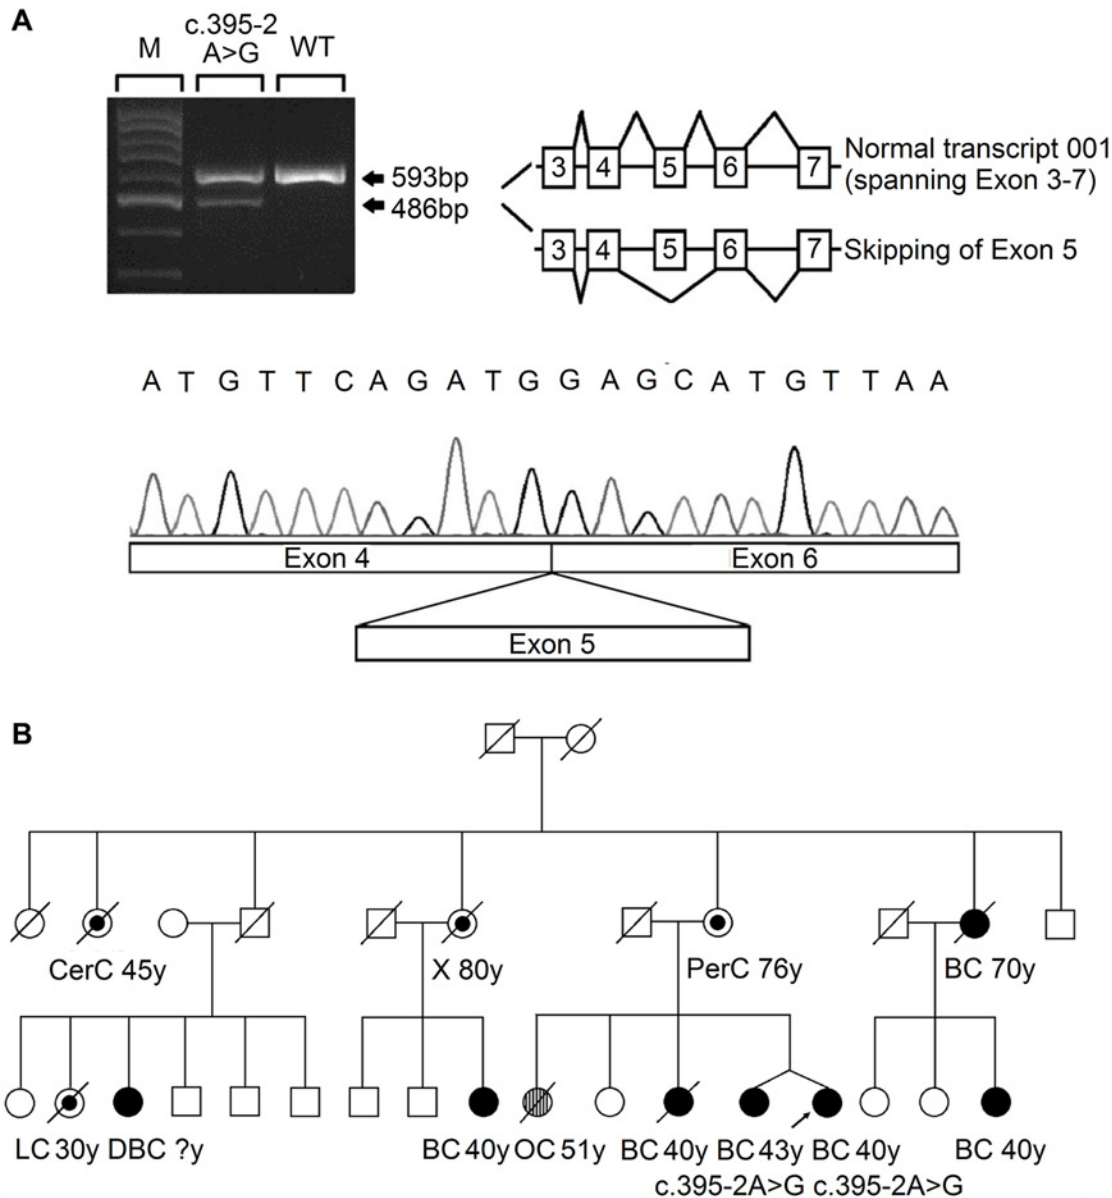 A
M
c.395-2
A>G
WT
593bp
486bp
3 4 5 6 7
Normal transcript 001
(spanning Exon 3-7)
3 4 5 6 7
Skipping of Exon 5
A T G T T C A G A T G G A G C A T G T T A A
Exon 4
Exon 6
Exon 5
B
CerC 45y
X 80y
PerC 76y
BC 70y
LC 30y DBC ?y
BC 40y OC 51y
BC 40y BC 43y BC 40y
BC 40y
c.395-2A>G c.395-2A>G